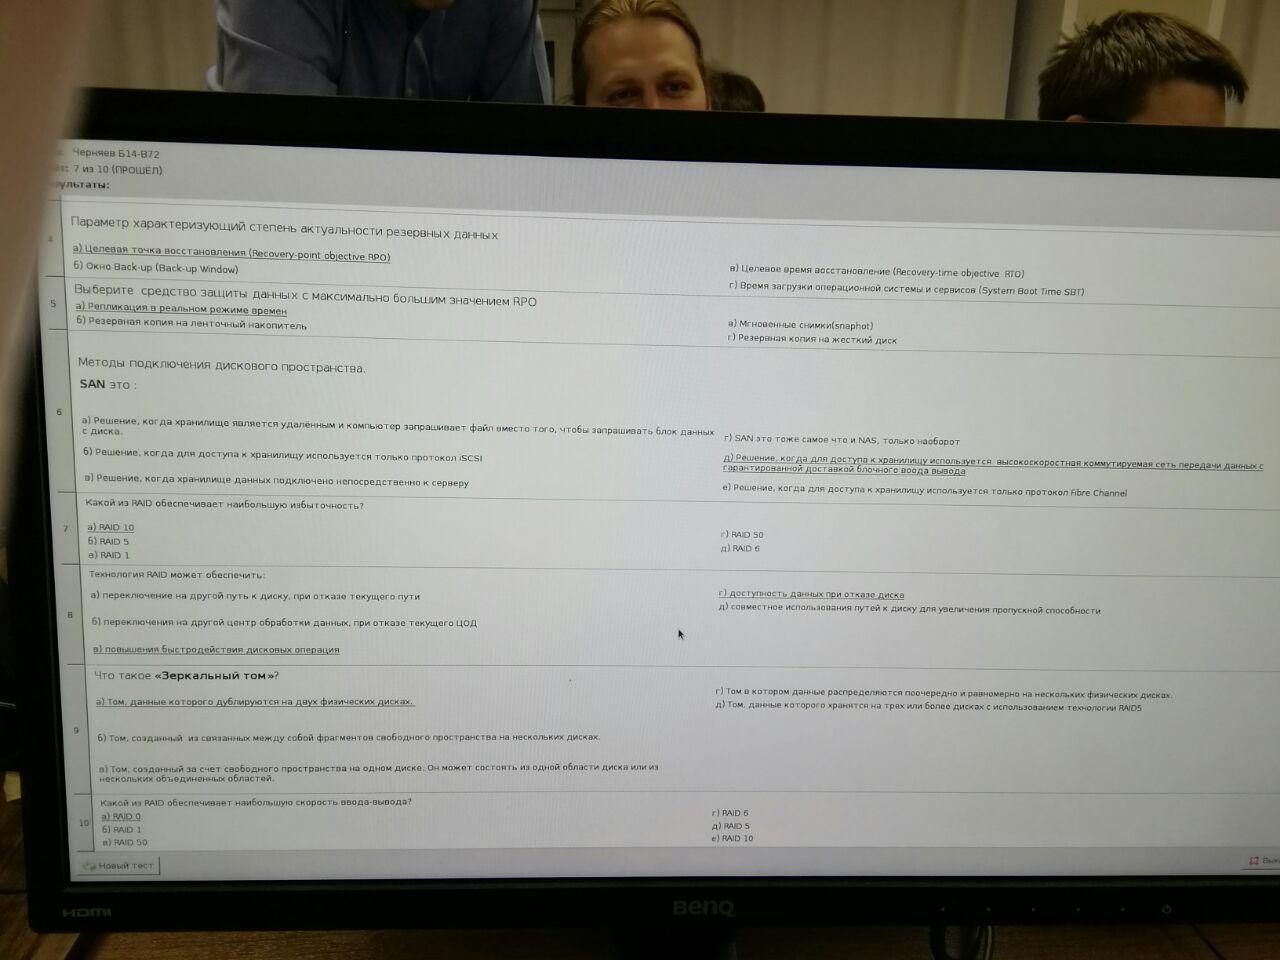 Черняев Б14-В72
7 из 10 (ПРОШЁЛ)
ультаты:
4
Параметр характеризующий степень актуальности резервных данных
а) Целевая точка восстановления (Recovery-point objective RPO)
б) Окно Back-up (Back-up Window)
в) Целевое время восстановления (Recovery-time objective RTO)
г) Время загрузки операционной системы и сервисов (System Boot Time SBT)
5
Выберите средство защиты данных с максимально большим значением RPO
а) Репликация в реальном режиме времен
б) Резервная копия на ленточный накопитель
в) Мгновенные снимки(snaphot)
г) Резервная копия на жесткий диск
6
Методы подключения дискового пространства.
SAN это :
а) Решение, когда хранилище является удалённым и компьютер запрашивает файл вместо того, чтобы запрашивать блок данных
с диска.
б) Решение, когда для доступа к хранилищу используется только протокол iSCSI
в) Решение, когда хранилище данных подключено непосредственно к серверу
г) SAN это тоже самое что и NAS, только наоборот
д) Решение, когда для доступа к хранилищу используется высокоскоростная коммутируемая сеть передачи данных с
гарантированной доставкой блочного ввода вывода
е) Решение, когда для доступа к хранилищу используется только протокол Fibre Channel
7
Какой из RAID обеспечивает наибольшую избыточность?
а) RAID 10
б) RAID 5
в) RAID 1
г) RAID 50
д) RAID 6
8
Технология RAID может обеспечить:
а) переключение на другой путь к диску, при отказе текущего пути
б) переключения на другой центр обработки данных, при отказе текущего ЦОД
в) повышения быстродействия дисковых операция
г) доступность данных при отказе диска
д) совместное использования путей к диску для увеличения пропускной способности
9
Что такое «Зеркальный том»?
а) Том, данные которого дублируются на двух физических дисках.
б) Том, созданный из связанных между собой фрагментов свободного пространства на нескольких дисках.
в) Том, созданный за счет свободного пространства на одном диске. Он может состоять из одной области диска или из
нескольких объединенных областей.
г) Том в котором данные распределяются поочередно и равномерно на нескольких физических дисках.
д) Том, данные которого хранятся на трех или более дисках с использованием технологии RAID5
10
Какой из RAID обеспечивает наибольшую скорость ввода-вывода?
а) RAID 0
б) RAID 1
в) RAID 50
г) RAID 6
д) RAID 5
е) RAID 10
Новый тест
HDMI
BenQ